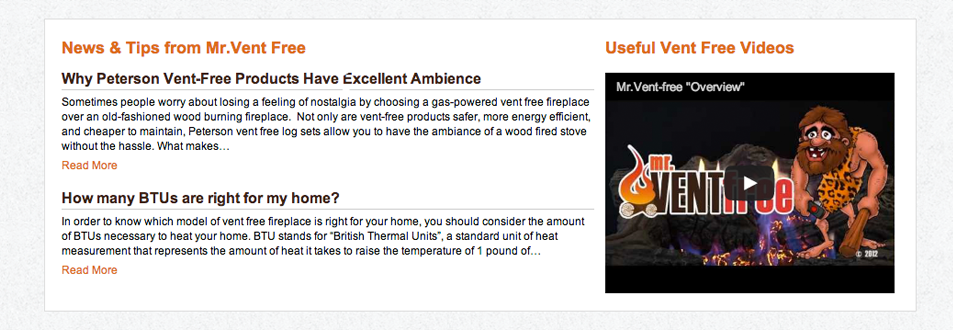 News & Tips from Mr.Vent Free
Why Peterson Vent-Free Products Have Excellent Ambience
Sometimes people worry about losing a feeling of nostalgia by choosing a gas-powered vent free fireplace
over an old-fashioned wood burning fireplace.  Not only are vent-free products safer, more energy efficient,
and cheaper to maintain, Peterson vent free log sets allow you to have the ambiance of a wood fired stove
without the hassle. What makes…
Read More
How many BTUs are right for my home?
In order to know which model of vent free fireplace is right for your home, you should consider the amount
of BTUs necessary to heat your home. BTU stands for “British Thermal Units”, a standard unit of heat
measurement that represents the amount of heat it takes to raise the temperature of 1 pound of…
Read More
Useful Vent Free Videos
Mr.Vent-free "Overview"
mr.
VENTfree
© 2012